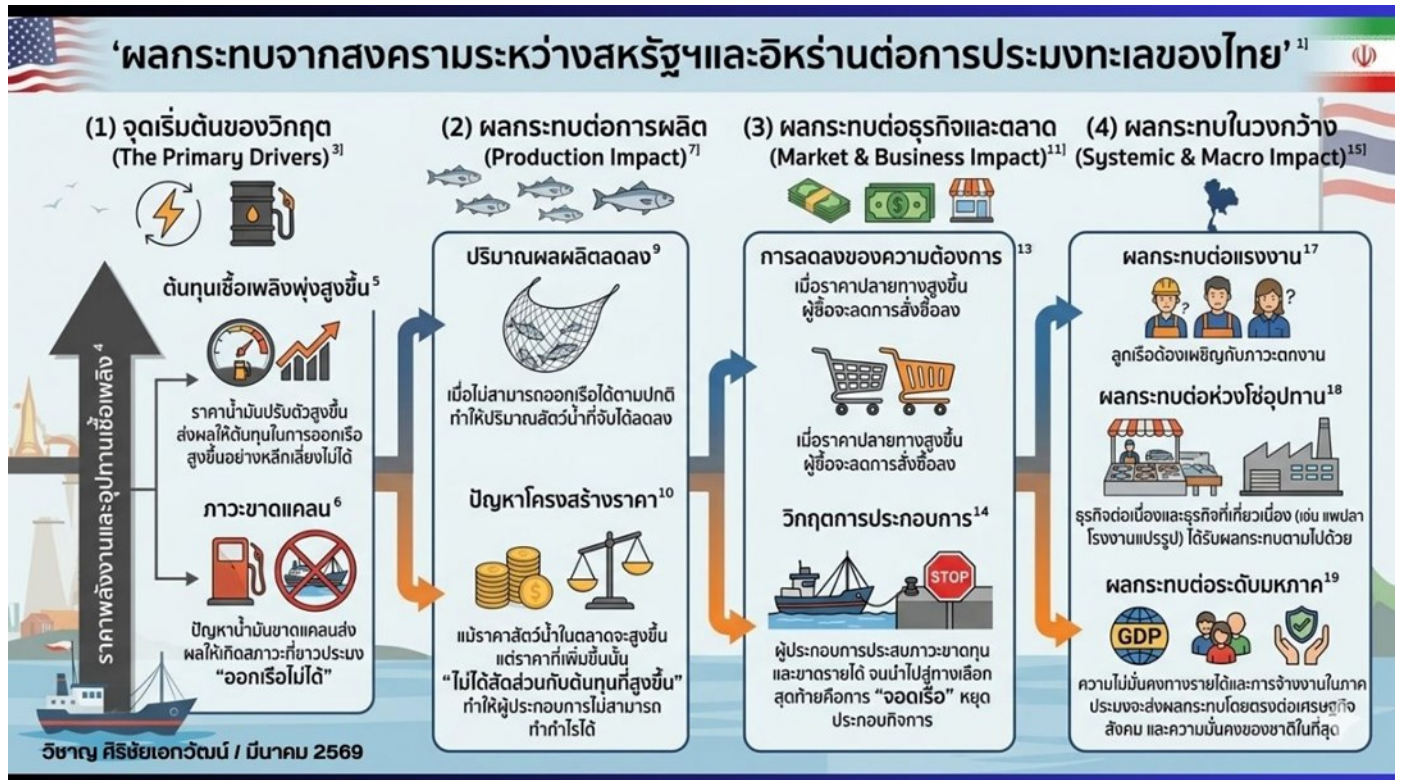 ‘ผลกระทบจากสงครามระหว่างสหรัฐฯและอิหร่านต่อการประมงทะเลของไทย’ 1]
(1) จุดเริ่มต้นของวิกฤต
(The Primary Drivers)3]
ราคาพลังงานและอุปทานเชื้อเพลิง4
ต้นทุนเชื้อเพลิงพุ่งสูงขึ้น5
ราคาน้ำมันปรับตัวสูงขึ้น
ส่งผลให้ต้นทุนในการออกเรือ
สูงขึ้นอย่างหลีกเลี่ยงไม่ได้
ภาวะขาดแคลน6
ปัญหาน้ำมันขาดแคลนส่ง
ผลให้เกิดสภาวะที่ชาวประมง
“ออกเรือไม่ได้”
(2) ผลกระทบต่อการผลิต
(Production Impact)7]
ปริมาณผลผลิตลดลง9
เมื่อไม่สามารถออกเรือได้ตามปกติ
ทำให้ปริมาณสัตว์น้ำที่จับได้ลดลง
ปัญหาโครงสร้างราคา10
แม้ราคาสัตว์น้ำในตลาดจะสูงขึ้น
แต่ราคาที่เพิ่มขึ้นนั้น
“ไม่ได้สัดส่วนกับต้นทุนที่สูงขึ้น”
ทำให้ผู้ประกอบการไม่สามารถ
ทำกำไรได้
(3) ผลกระทบต่อธุรกิจและตลาด
(Market & Business Impact)11]
การลดลงของความต้องการ 13
เมื่อราคาปลายทางสูงขึ้น
ผู้ซื้อจะลดการสั่งซื้อลง
เมื่อราคาปลายทางสูงขึ้น
ผู้ซื้อจะลดการสั่งซื้อลง
วิกฤตการประกอบการ14
STOP
ผู้ประกอบการประสบภาวะขาดทุน
และขาดรายได้ จนนำไปสู่ทางเลือก
สุดท้ายคือการ “จอดเรือ” หยุด
ประกอบกิจการ
(4) ผลกระทบในวงกว้าง
(Systemic & Macro Impact)15]
ผลกระทบต่อแรงงาน17
? ?
ลูกเรือต้องเผชิญกับภาวะตกงาน
ผลกระทบต่อห่วงโซ่อุปทาน18
ธุรกิจต่อเนื่องและธุรกิจที่เกี่ยวเนื่อง (เช่น แพปลา
โรงงานแปรรูป) ได้รับผลกระทบตามไปด้วย
ผลกระทบต่อระดับมหภาค19
GDP
ความไม่มั่นคงทางรายได้และการจ้างงานในภาค
ประมงจะส่งผลกระทบโดยตรงต่อเศรษฐกิจ
สังคม และความมั่นคงของชาติในที่สุด
วิชาญ ศิริชัยเอกวัฒน์ / มีนาคม 2569